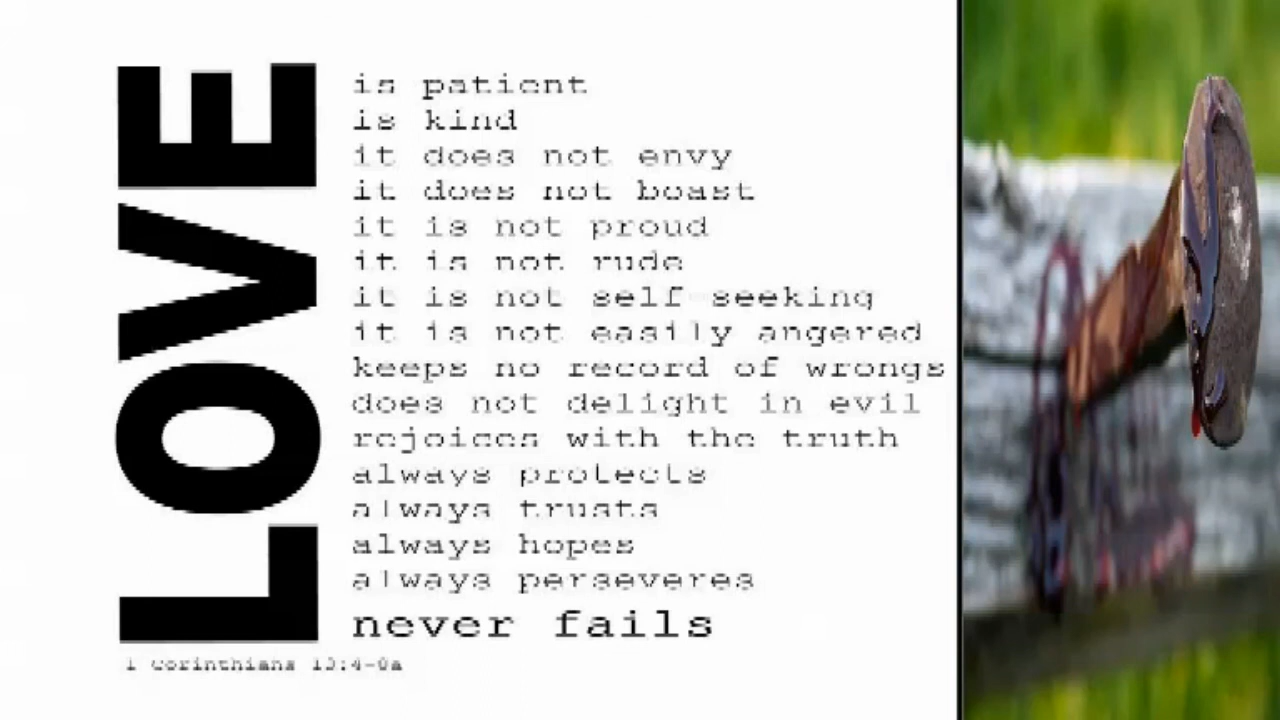 LOVE
is patient
is kind
it does not envy
it does not boast
it is not proud
it is not rude
it is not self-seeking
it is not easily angered
keeps no record of wrongs
does not delight in evil
rejoices with the truth
always protects
always trusts
always hopes
always perseveres
never fails
1 Corinthians 13:4-8a